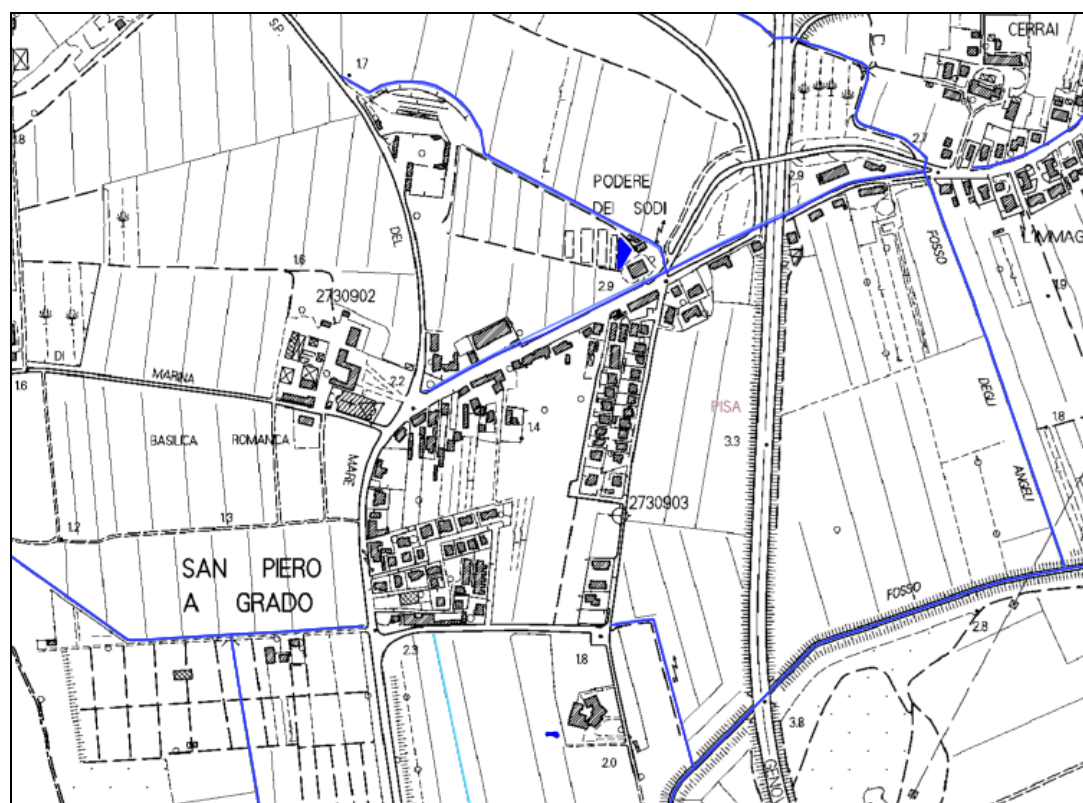 S.P.
CERRAI
1.7
1.8
2.7
PODERE
DEI SODI
2.9
L'IMMAG
DEL
FOSSO
1.6
2.9
1.9
2730902
DI
MARINA
2.2
DEGLI
1.6
PISA
1.8
BASILICA ROMANICA
1.4
3.3
MARE
ANGELI
2730903
1.3
1.2
SAN PIERO
A GRADO
FOSSO
2.8
2.3
1.8
3.8
2.0
GENOV